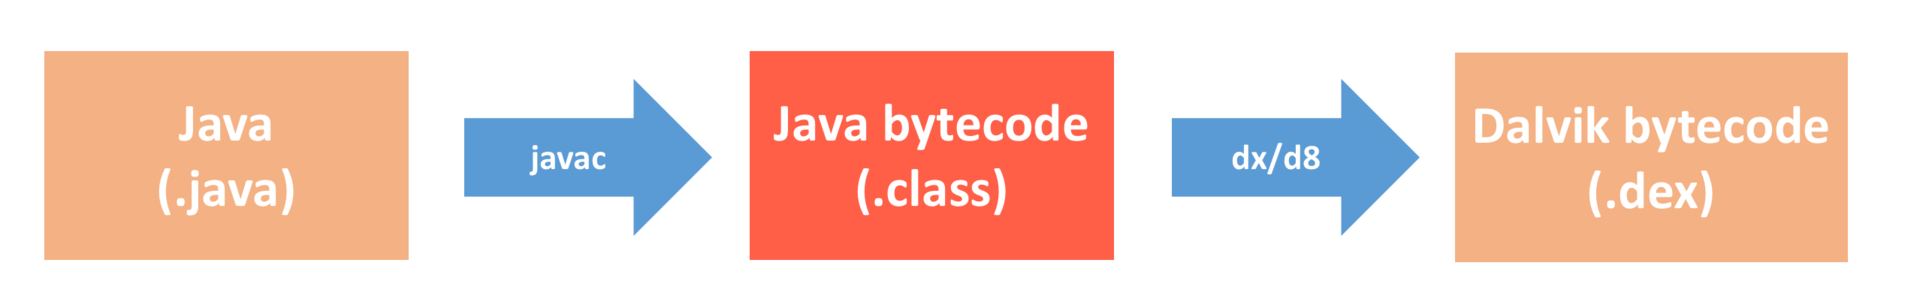 Java
(.java)
javac
Java bytecode
(.class)
dx/d8
Dalvik bytecode
(.dex)